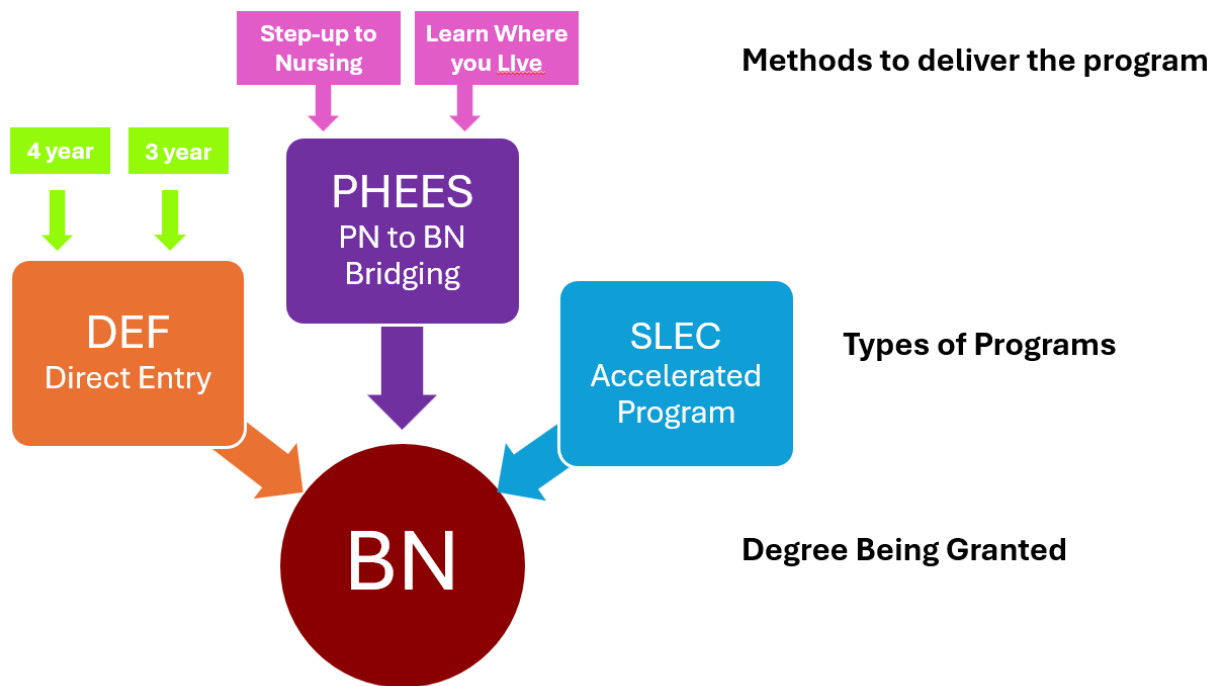 Step-up to
Nursing
Learn Where
you LIve
Methods to deliver the program
4 year
3 year
PHEES
PN to BN
Bridging
DEF
Direct Entry
SLEC
Accelerated
Program
Types of Programs
BN
Degree Being Granted